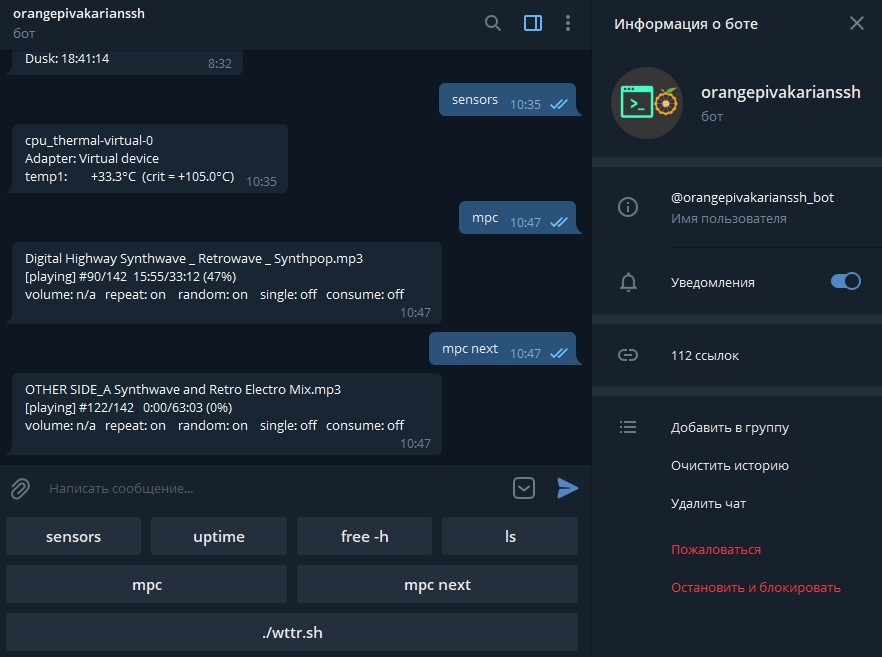 orangepivakarianssh
бот
Dusk: 18:41:14
8:32
sensors 10:35
cpu_thermal-virtual-0
Adapter: Virtual device
temp1: +33.3°C (crit = +105.0°C) 10:35
mpc 10:47
Digital Highway Synthwave _ Retrowave _ Synthpop.mp3
[playing] #90/142 15:55/33:12 (47%)
volume: n/a repeat: on random: on single: off consume: off
10:47
mpc next 10:47
OTHER SIDE_A Synthwave and Retro Electro Mix.mp3
[playing] #122/142 0:00/63:03 (0%)
volume: n/a repeat: on random: on single: off consume: off
10:47
Написать сообщение...
sensors uptime free -h ls
mpc mpc next
./wttr.sh
Информация о боте
orangepivakarianssh
бот
@orangepivakarianssh_bot
Имя пользователя
Уведомления
112 ссылок
Добавить в группу
Очистить историю
Удалить чат
Пожаловаться
Остановить и блокировать